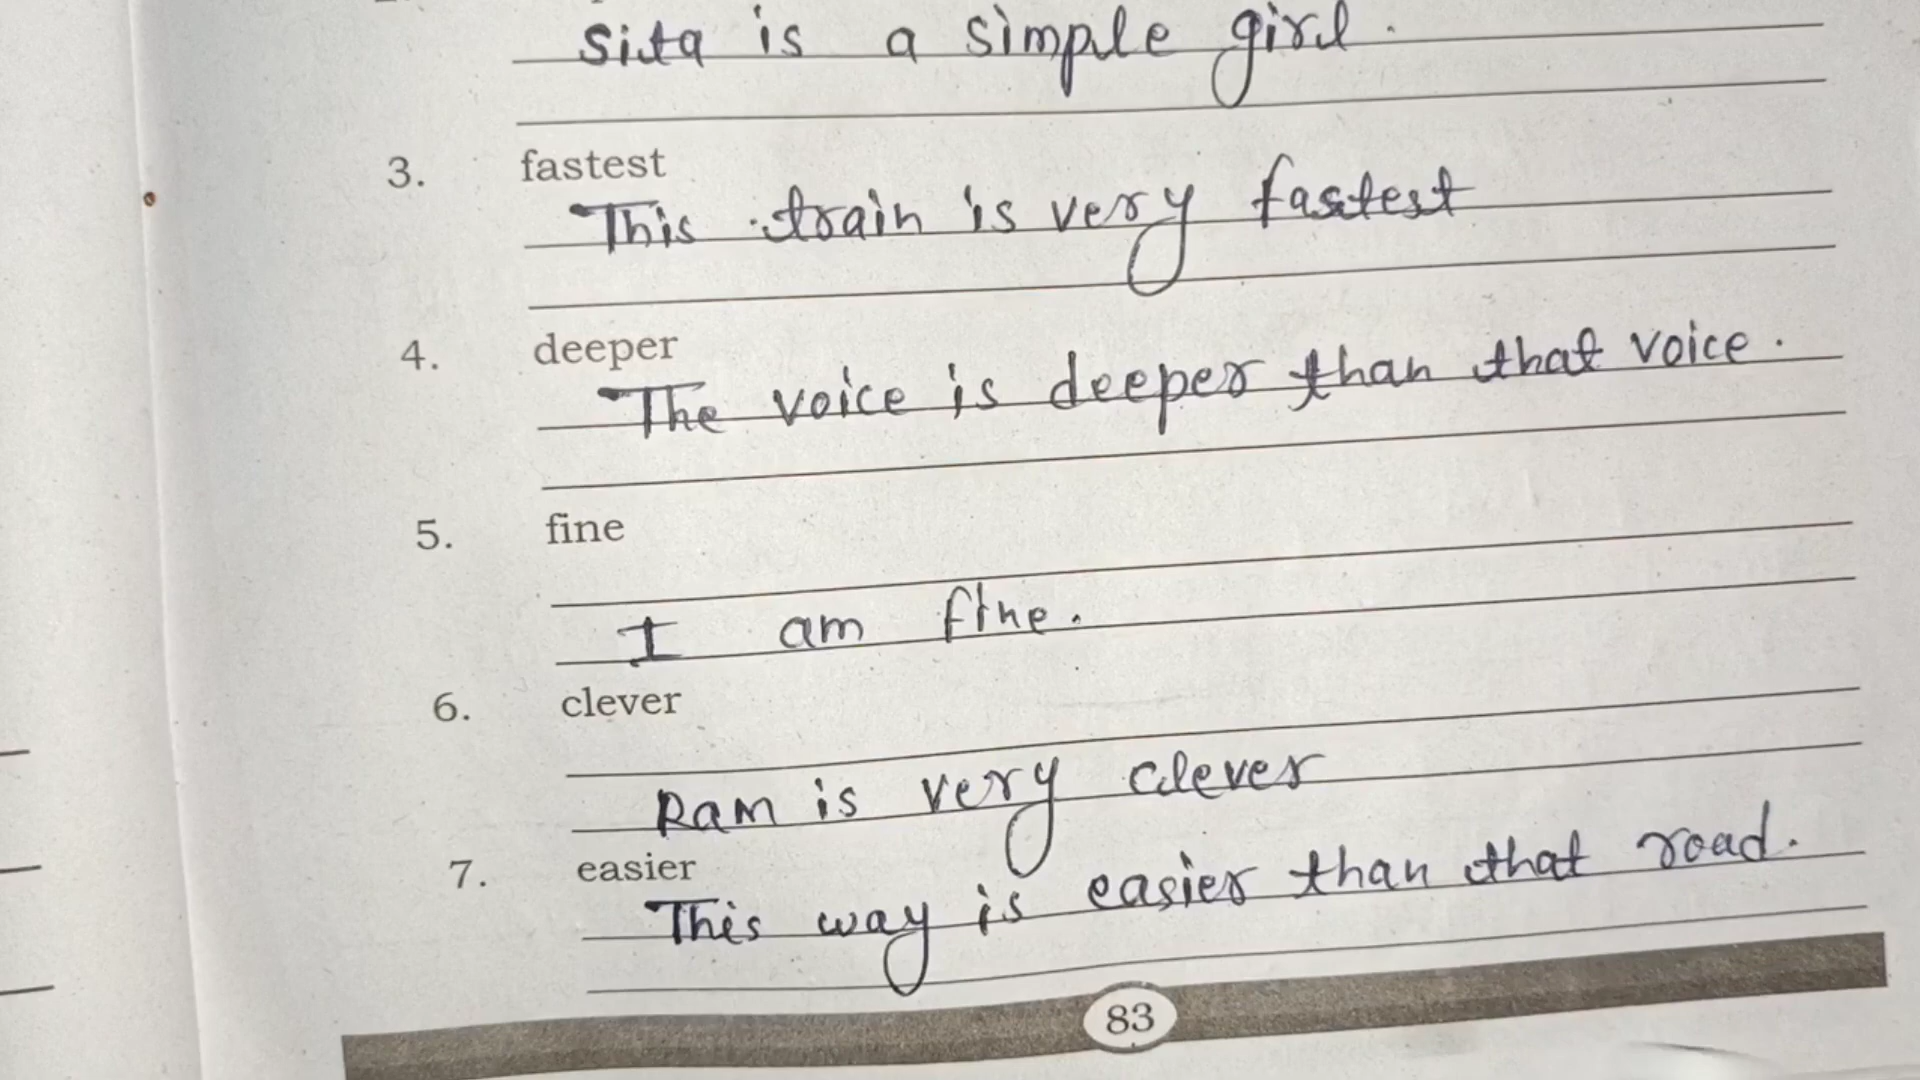 Sita is a simple girl.
3. fastest
This train is very fastest
4. deeper
The voice is deeper than that voice.
5. fine
I am fine.
6. clever
Ram is very clever
7. easier
This way is easier than that road.
83